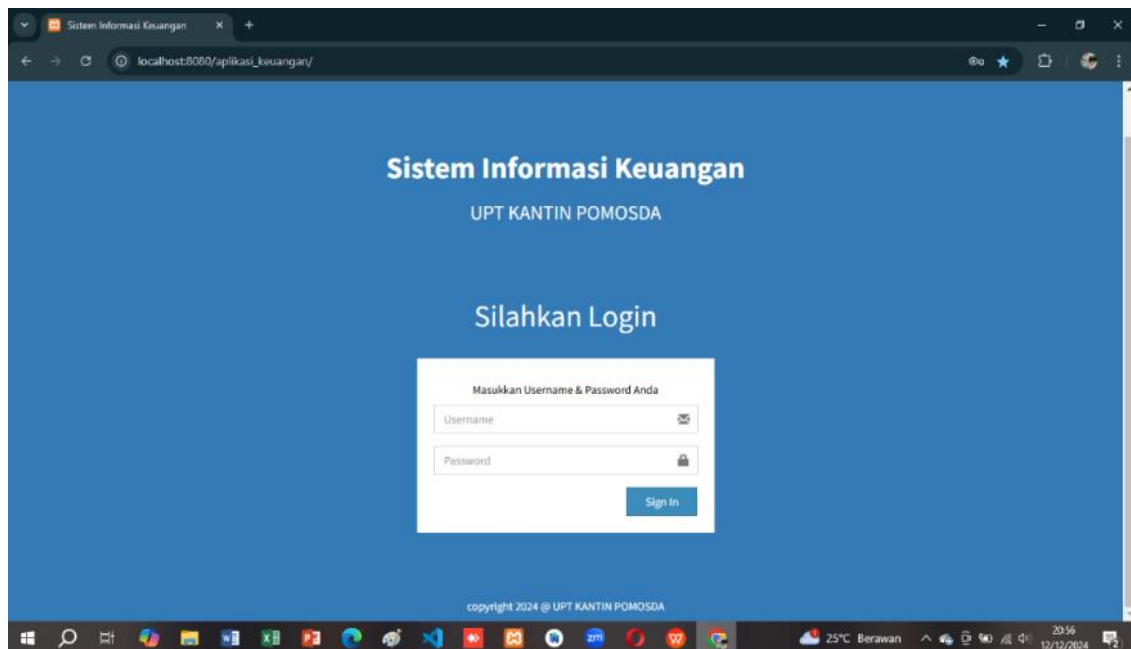 Sistem Informasi Keuangan
localhost:8080/aplikasi_keuangan/
Sistem Informasi Keuangan
UPT KANTIN POMOSDA
Silahkan Login
Masukkan Username & Password Anda
Username
Password
Sign In
copyright 2024 @ UPT KANTIN POMOSDA
25°C Berawan
20:56
12/12/2024